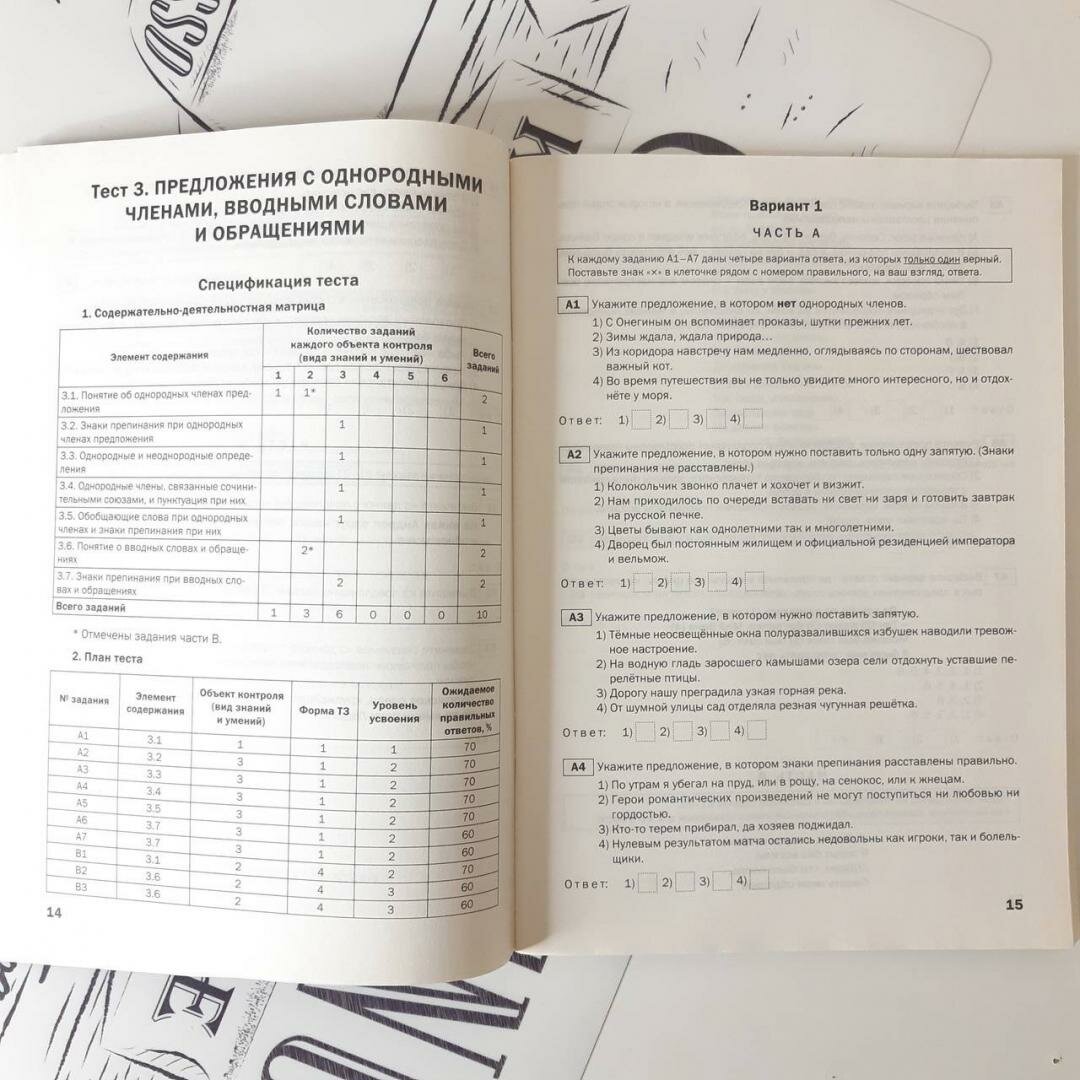 Тест 3. ПРЕДЛОЖЕНИЯ С ОДНОРОДНЫМИ
ЧЛЕНАМИ, ВВОДНЫМИ СЛОВАМИ
И ОБРАЩЕНИЯМИ
Спецификация теста
1. Содержательно-деятельностная матрица
Элемент содержания
Количество заданий
каждого объекта контроля
(вида знаний и умений)
Всего
заданий
1 2 3 4 5 6
3.1. Понятие об однородных членах пред-
ложения
1 1* 2
3.2. Знаки препинания при однородных
членах предложения
1 1
3.3. Однородные и неоднородные опреде-
ления
1 1
3.4. Однородные члены, связанные сочини-
тельными союзами, и пунктуация при них
1 1
3.5. Обобщающие слова при однородных
членах и знаки препинания при них
1 1
3.6. Понятие о вводных словах и обраще-
ниях
2* 2
3.7. Знаки препинания при вводных сло-
вах и обращениях
2 2
Всего заданий 1 3 6 0 0 0 10
* Отмечены задания части В.
2. План теста
№ задания
Элемент
содержания
Объект контроля
(вид знаний
и умений)
Форма ТЗ
Уровень
усвоения
Ожидаемое
количество
правильных
ответов, %
А1 3.1 1 1 1 70
А2 3.2 3 1 2 70
А3 3.3 3 1 2 70
А4 3.4 3 1 2 70
А5 3.5 3 1 2 70
А6 3.7 3 1 2 60
А7 3.7 3 1 2 60
В1 3.1 2 4 2 70
В2 3.6 2 4 3 60
В3 3.6 2 4 3 60
14
Вариант 1
ЧАСТЬ А
К каждому заданию А1–А7 даны четыре варианта ответа, из которых только один верный.
Поставьте знак «×» в клеточке рядом с номером правильного, на ваш взгляд, ответа.
А1 Укажите предложение, в котором нет однородных членов.
1) С Онегиным он вспоминает проказы, шутки прежних лет.
2) Зимы ждала, ждала природа...
3) Из коридора навстречу нам медленно, оглядываясь по сторонам, шествовал
важный кот.
4) Во время путешествия вы не только увидите много интересного, но и отдох-
нёте у моря.
Ответ: 1) 2) 3) 4)
А2 Укажите предложение, в котором нужно поставить только одну запятую. (Знаки
препинания не расставлены.)
1) Колокольчик звонко плачет и хохочет и визжит.
2) Нам приходилось по очереди вставать ни свет ни заря и готовить завтрак
на русской печке.
3) Цветы бывают как однолетними так и многолетними.
4) Дворец был постоянным жилищем и официальной резиденцией императора
и вельмож.
Ответ: 1) 2) 3) 4)
А3 Укажите предложение, в котором нужно поставить запятую.
1) Тёмные неосвещённые окна полуразвалившихся избушек наводили тревож-
ное настроение.
2) На водную гладь заросшего камышами озера сели отдохнуть уставшие пе-
релётные птицы.
3) Дорогу нашу преградила узкая горная река.
4) От шумной улицы сад отделяла резная чугунная решётка.
Ответ: 1) 2) 3) 4)
А4 Укажите предложение, в котором знаки препинания расставлены правильно.
1) По утрам я убегал на пруд, или в рощу, на сенокос, или к жнецам.
2) Герои романтических произведений не могут поступиться ни любовью ни
гордостью.
3) Кто-то терем прибирал, да хозяев поджидал.
4) Нулевым результатом матча остались недовольны как игроки, так и болель-
щики.
Ответ: 1) 2) 3) 4)
15